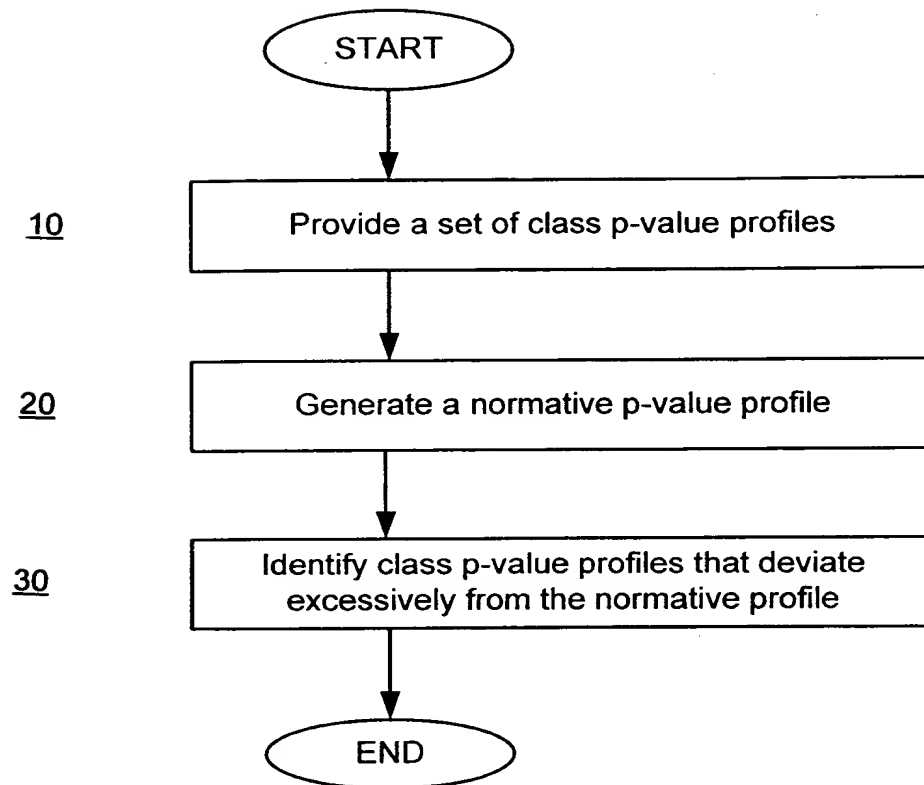 START
10
Provide a set of class p-value profiles
20
Generate a normative p-value profile
30
Identify class p-value profiles that deviate
excessively from the normative profile
END